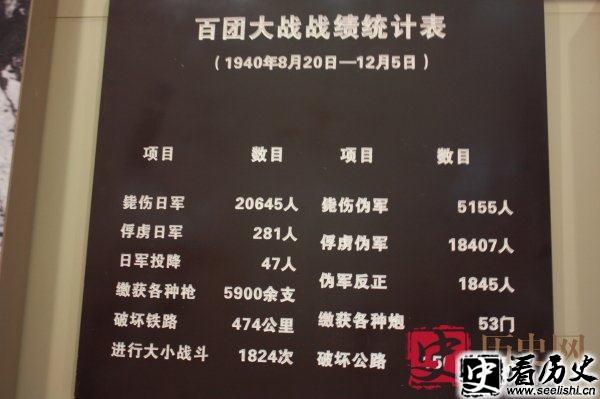 百团大战战绩统计表
(1940年8月20日—12月5日)
项目 数目 项目 数目
毙伤日军 20645人 毙伤伪军 5155人
俘虏日军 281人 俘虏伪军 18407人
日军投降 47人 伪军反正 1845人
缴获各种枪 5900余支 缴获各种炮 53门
破坏铁路 474公里 破坏公路
进行大小战斗 1824次
史 历史网
史 看历史
www.seelishi.cn